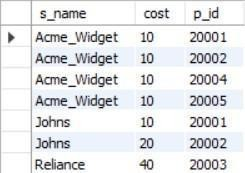 s_name cost p_id
Acme_Widget 10 20001
Acme_Widget 10 20002
Acme_Widget 10 20004
Acme_Widget 10 20005
Johns 10 20001
Johns 20 20002
Reliance 40 20003